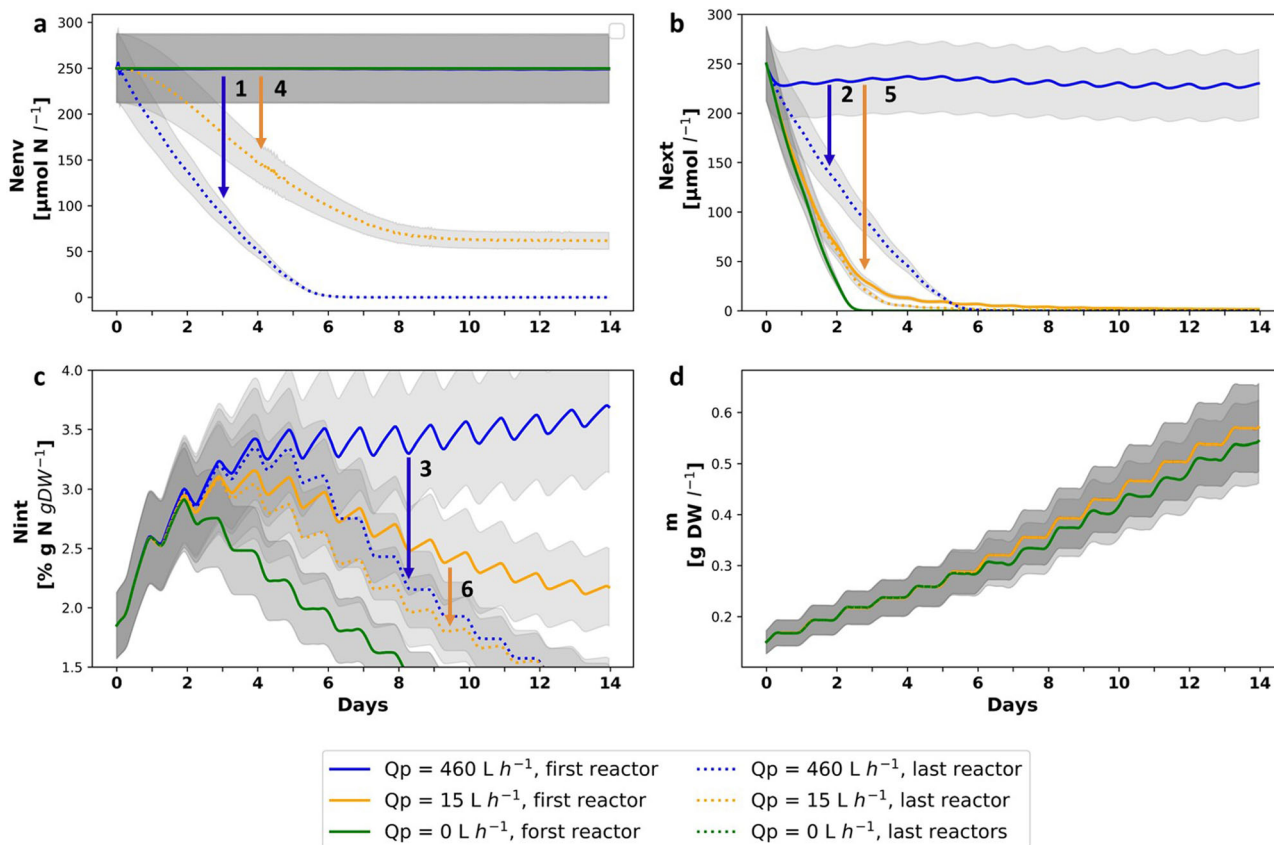 a
b
Nenv
[µmol N l⁻¹]
300
250
200
150
100
50
0
1
4
0 2 4 6 8 10 12 14
Next
[µmol l⁻¹]
300
250
200
150
100
50
0
2
5
0 2 4 6 8 10 12 14
c
d
Nint
[% g N gDW⁻¹]
4.0
3.5
3.0
2.5
2.0
1.5
3
6
0 2 4 6 8 10 12 14
Days
m
[g DW l⁻¹]
0.6
0.5
0.4
0.3
0.2
0 2 4 6 8 10 12 14
Days
Qp = 460 L h⁻¹, first reactor
Qp = 15 L h⁻¹, first reactor
Qp = 0 L h⁻¹, forst reactor
Qp = 460 L h⁻¹, last reactor
Qp = 15 L h⁻¹, last reactor
Qp = 0 L h⁻¹, last reactors